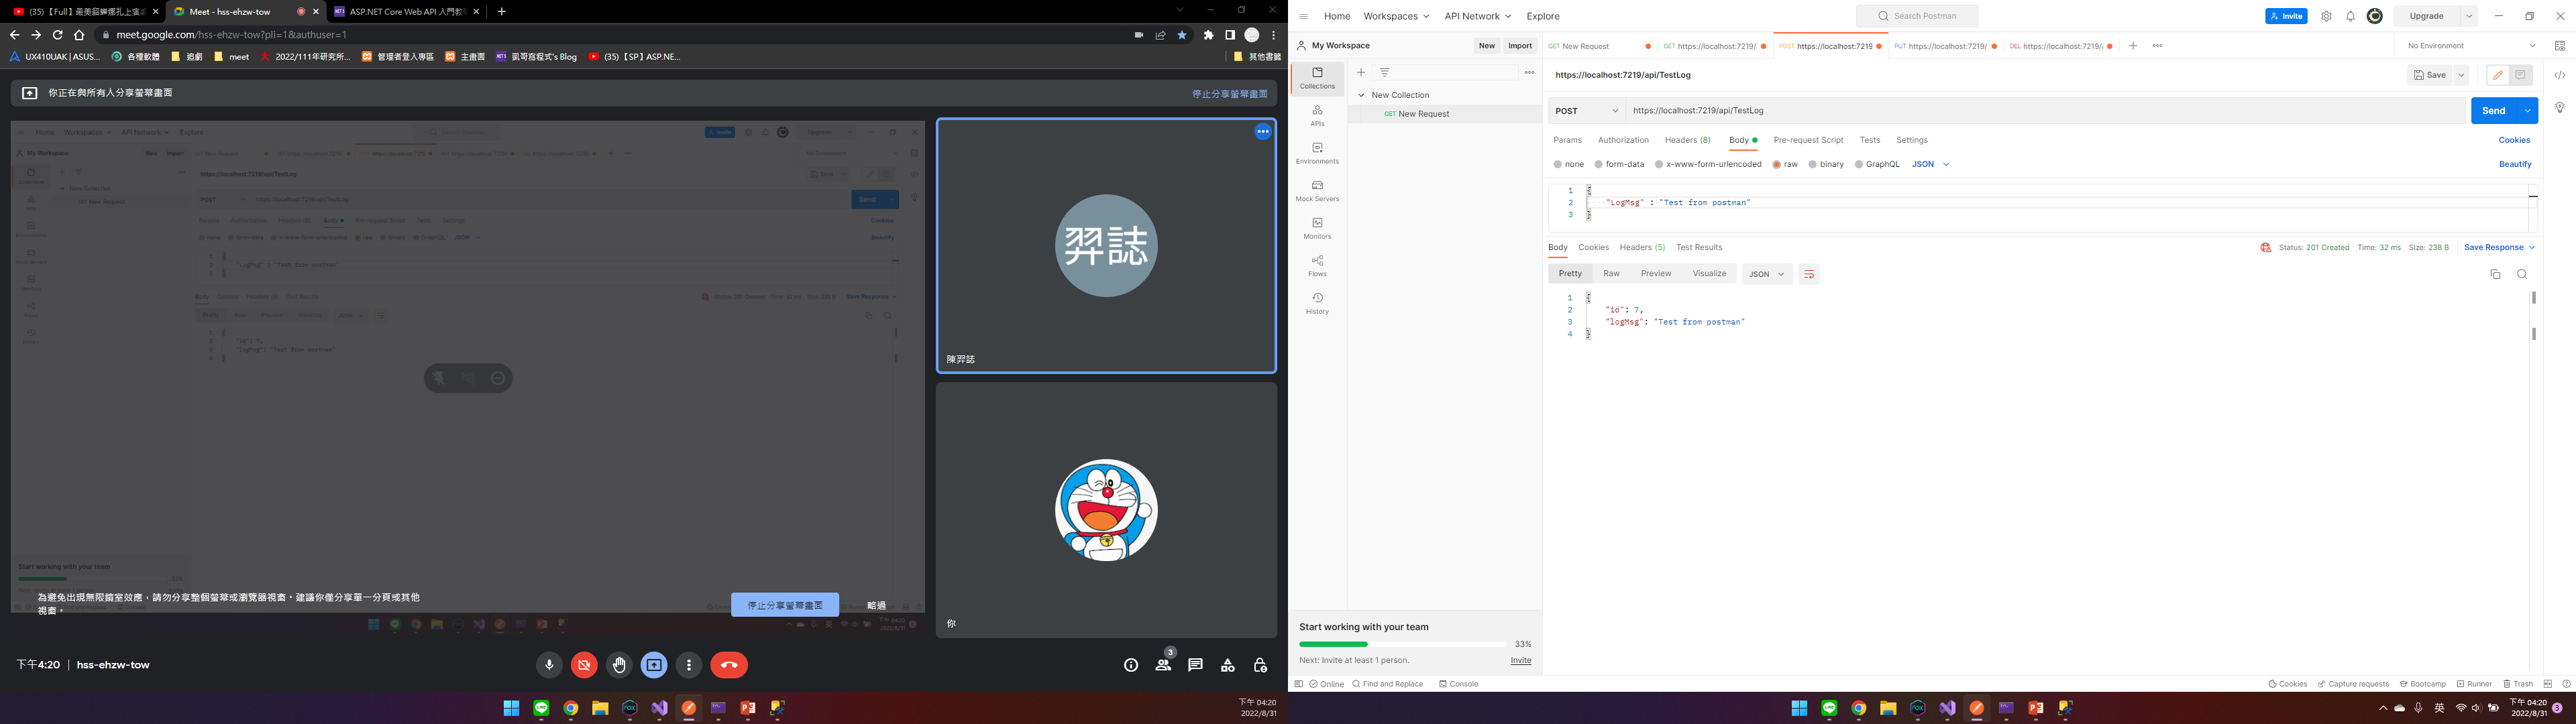 (35)【Full】最美
Meet - hss-ehzw-tow
ASP.NET Core Web API 入門教
meet.google.com/hss-ehzw-tow?pli=1&authuser=1
UX410UAK | ASUS...
各種軟體
追劇
meet
2022/111年研究所...
管理者登入專區
主畫面
凱哥寫程式's Blog
(35)【SP】ASP.NE...
其他書籤
你正在與所有人分享螢幕畫面
停止分享螢幕畫面
羿誌
陳羿誌
你
為避免出現無限鏡室效應，請勿分享整個螢幕或瀏覽器視窗。建議你僅分享單一分頁或其他
視窗。
停止分享螢幕畫面
略過
下午4:20 | hss-ehzw-tow
3
下午 04:20
2022/8/31
Home
Workspaces
API Network
Explore
Search Postman
Invite
Upgrade
My Workspace
New
Import
GET New Request
GET https://localhost:7219/
POST https://localhost:7219
PUT https://localhost:7219/
DEL https://localhost:7219/
No Environment
Collections
APIs
Environments
Mock Servers
Monitors
Flows
History
New Collection
GET New Request
https://localhost:7219/api/TestLog
Save
POST
https://localhost:7219/api/TestLog
Send
Params
Authorization
Headers (8)
Body
Pre-request Script
Tests
Settings
Cookies
none
form-data
x-www-form-urlencoded
raw
binary
GraphQL
JSON
Beautify
1 {
2 "LogMsg" : "Test from postman"
3 }
Body
Cookies
Headers (5)
Test Results
Status: 201 Created
Time: 32 ms
Size: 238 B
Save Response
Pretty
Raw
Preview
Visualize
JSON
1 {
2 "id": 7,
3 "logMsg": "Test from postman"
4 }
Start working with your team
33%
Next: Invite at least 1 person.
Invite
Online
Find and Replace
Console
Cookies
Capture requests
Bootcamp
Runner
Trash
英
下午 04:20
2022/8/31
3